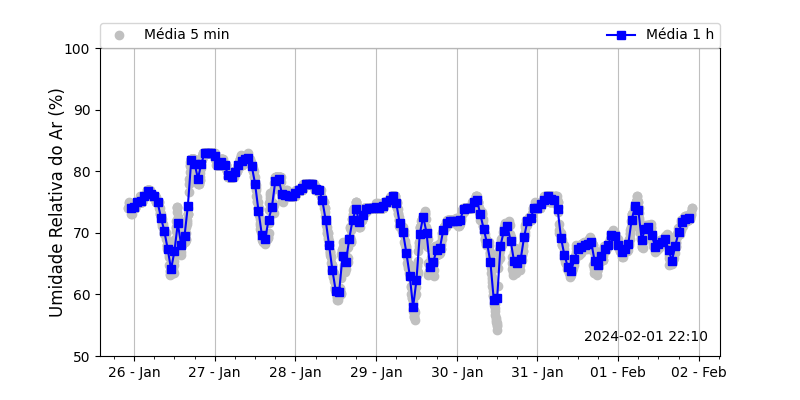 Média 5 min
Média 1 h
Umidade Relativa do Ar (%)
100
90
80
70
60
50
2024-02-01 22:10
26 - Jan
27 - Jan
28 - Jan
29 - Jan
30 - Jan
31 - Jan
01 - Feb
02 - Feb